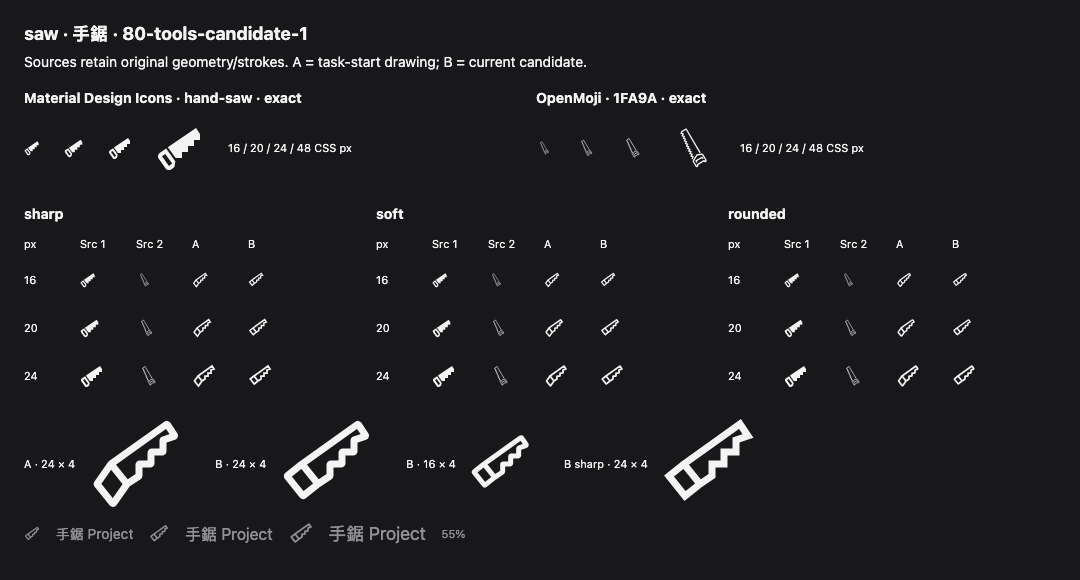 saw · 手鋸 · 80-tools-candidate-1
Sources retain original geometry/strokes. A = task-start drawing; B = current candidate.
Material Design Icons · hand-saw · exact
OpenMoji · 1FA9A · exact
16 / 20 / 24 / 48 CSS px
16 / 20 / 24 / 48 CSS px
sharp
soft
rounded
px Src 1 Src 2 A B
px Src 1 Src 2 A B
px Src 1 Src 2 A B
16
16
16
20
20
20
24
24
24
A · 24 × 4
B · 24 × 4
B · 16 × 4
B sharp · 24 × 4
手鋸 Project
手鋸 Project
手鋸 Project
55%